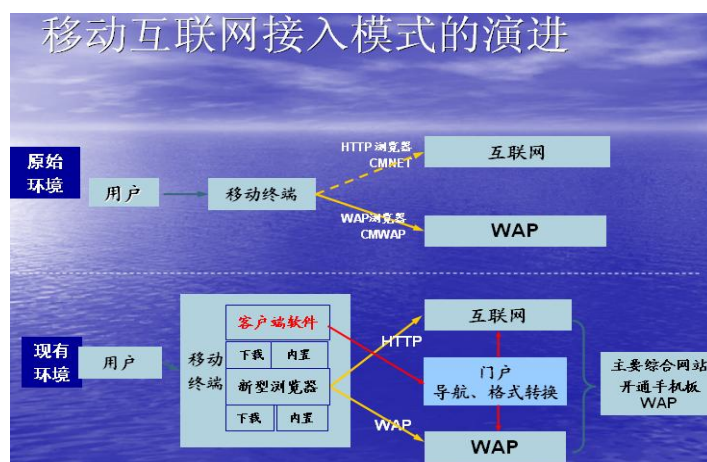 移动互联网接入模式的演进
原始
环境
用户
移动终端
HTTP浏览器
CMNET
互联网
WAP浏览器
CMWAP
WAP
现有
环境
用户
移动
终端
客户端软件
下载
内置
新型浏览器
下载
内置
HTTP
WAP
互联网
门户
导航、格式转换
WAP
主要综合网站
开通手机板
WAP